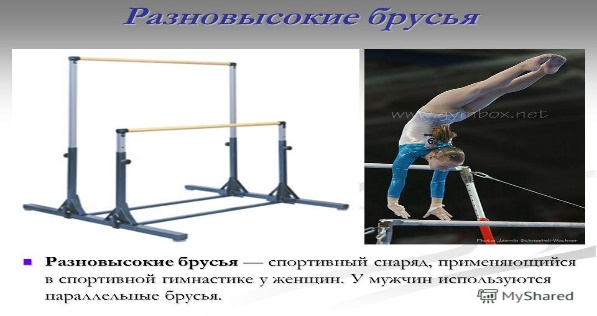 Разновысокие брусья
www.gymbox.net
Разновысокие брусья — спортивный снаряд, применяющийся
в спортивной гимнастике у женщин. У мужчин используются
параллельные брусья.
MyShared